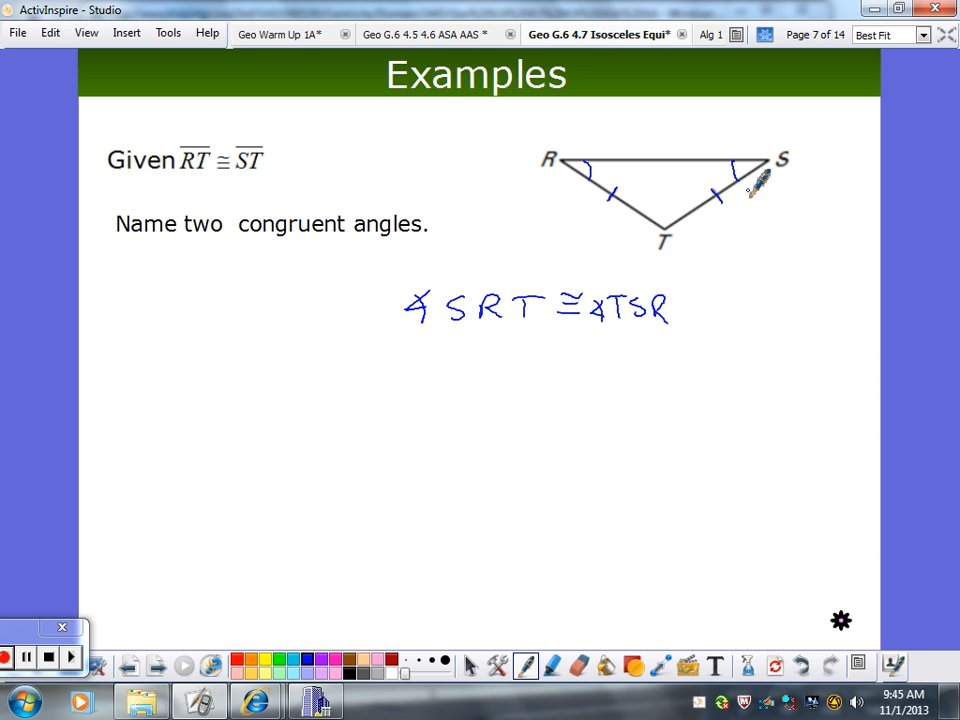 ActivInspire - Studio
File Edit View Insert Tools Help Geo Warm Up 1A* Geo G.6 4.5 4.6 ASA AAS * Geo G.6 4.7 Isosceles Equi* Alg 1 Page 7 of 14 Best Fit
Examples
Given RT ≅ ST
R S
T
Name two congruent angles.
∡ S R T ≅ ∡ T S R
9:45 AM
11/1/2013